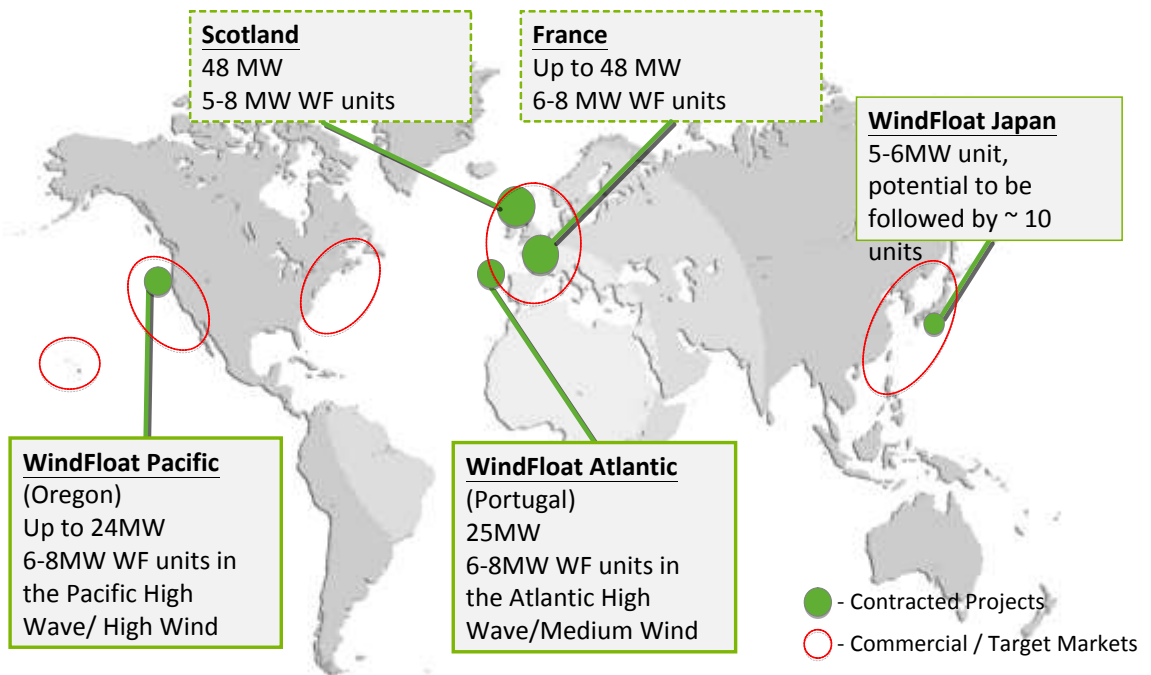 Scotland
48 MW
5-8 MW WF units
France
Up to 48 MW
6-8 MW WF units
WindFloat Japan
5-6MW unit,
potential to be
followed by ~ 10
units
WindFloat Pacific
(Oregon)
Up to 24MW
6-8MW WF units in
the Pacific High
Wave/ High Wind
WindFloat Atlantic
(Portugal)
25MW
6-8MW WF units in
the Atlantic High
Wave/Medium Wind
- Contracted Projects
- Commercial / Target Markets